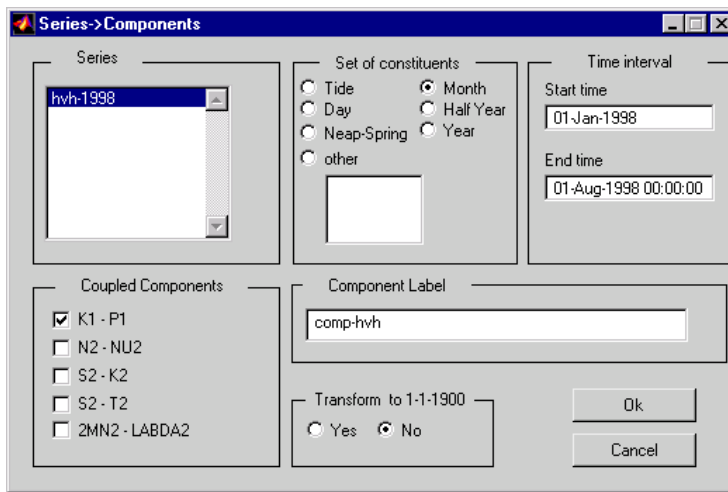 Series->Components
Series
hvh-1998
Set of constituents
Tide
Month
Day
Half Year
Neap-Spring
Year
other
Time interval
Start time
01-Jan-1998
End time
01-Aug-1998 00:00:00
Coupled Components
K1 - P1
N2 - NU2
S2 - K2
S2 - T2
2MN2 - LABDA2
Component Label
comp-hvh
Transform to 1-1-1900
Yes
No
Ok
Cancel